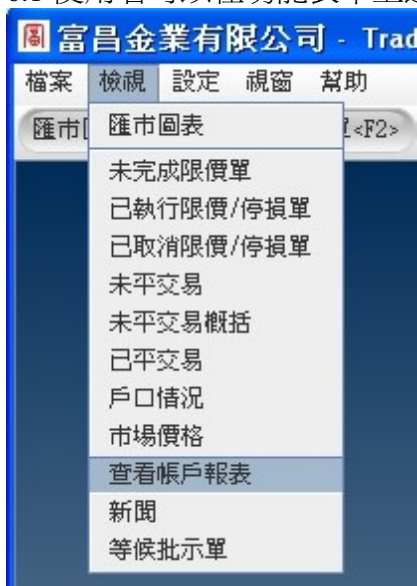 富昌金業有限公司 - Trad
檔案 檢視 設定 視窗 幫助
匯市 <F2>
匯市圖表
未完成限價單
已執行限價/停損單
已取消限價/停損單
未平交易
未平交易概括
已平交易
戶口情況
市場價格
查看帳戶報表
新聞
等候批示單